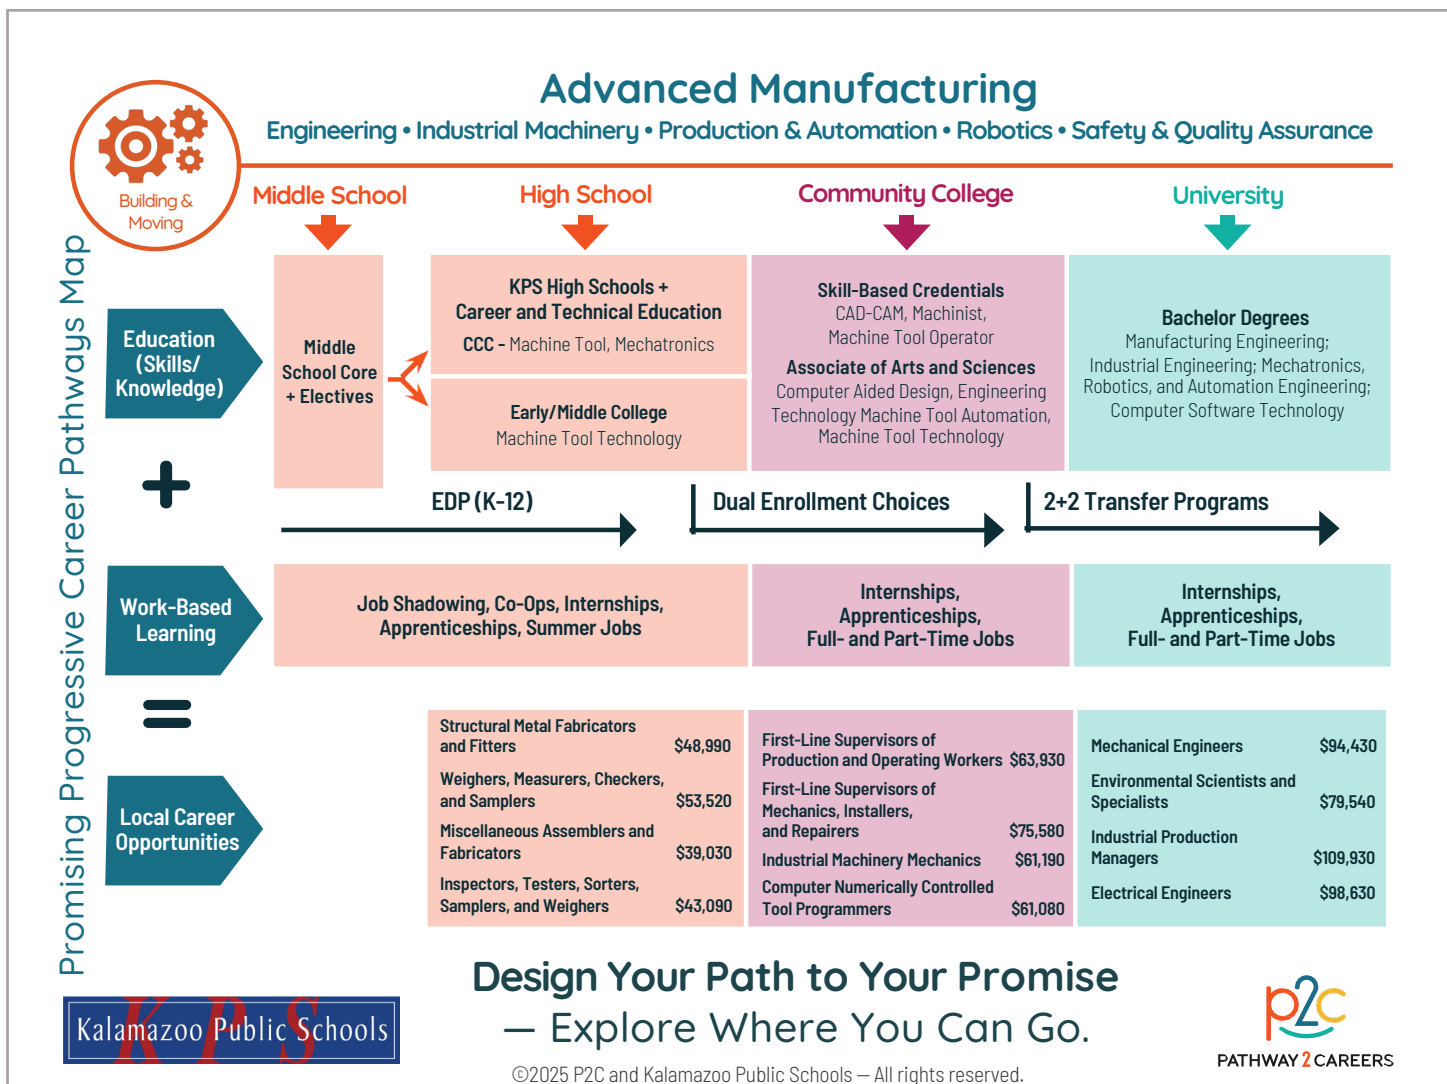 Advanced Manufacturing
Engineering • Industrial Machinery • Production & Automation • Robotics • Safety & Quality Assurance
Building &
Moving
Promising Progressive Career Pathways Map
Middle School
High School
Community College
University
Education
(Skills/
Knowledge)
Middle
School Core
+ Electives
KPS High Schools +
Career and Technical Education
CCC - Machine Tool, Mechatronics
Early/Middle College
Machine Tool Technology
Skill-Based Credentials
CAD-CAM, Machinist,
Machine Tool Operator
Associate of Arts and Sciences
Computer Aided Design, Engineering
Technology Machine Tool Automation,
Machine Tool Technology
Bachelor Degrees
Manufacturing Engineering;
Industrial Engineering; Mechatronics,
Robotics, and Automation Engineering;
Computer Software Technology
+
EDP (K-12)
Dual Enrollment Choices
2+2 Transfer Programs
Work-Based
Learning
Job Shadowing, Co-Ops, Internships,
Apprenticeships, Summer Jobs
Internships,
Apprenticeships,
Full- and Part-Time Jobs
Internships,
Apprenticeships,
Full- and Part-Time Jobs
=
Local Career
Opportunities
Structural Metal Fabricators
and Fitters $48,990
Weighers, Measurers, Checkers,
and Samplers $53,520
Miscellaneous Assemblers and
Fabricators $39,030
Inspectors, Testers, Sorters,
Samplers, and Weighers $43,090
First-Line Supervisors of
Production and Operating Workers $63,930
First-Line Supervisors of
Mechanics, Installers,
and Repairers $75,580
Industrial Machinery Mechanics $61,190
Computer Numerically Controlled
Tool Programmers $61,080
Mechanical Engineers $94,430
Environmental Scientists and
Specialists $79,540
Industrial Production
Managers $109,930
Electrical Engineers $98,630
Design Your Path to Your Promise
— Explore Where You Can Go.
KPS
Kalamazoo Public Schools
p2c
PATHWAY 2 CAREERS
©2025 P2C and Kalamazoo Public Schools — All rights reserved.